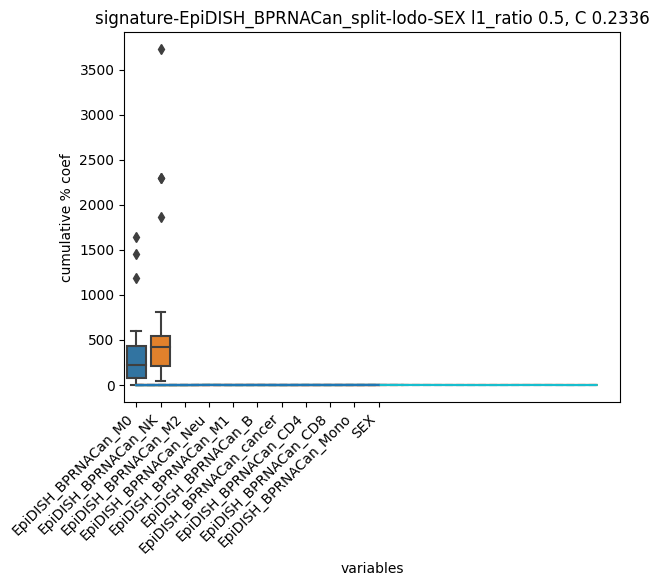 signature-EpiDISH_BPRNACan_split-lodo-SEX l1_ratio 0.5, C 0.2336
cumulative % coef
3500
3000
2500
2000
1500
1000
500
0
EpiDISH_BPRNACan_M0
EpiDISH_BPRNACan_NK
EpiDISH_BPRNACan_M2
EpiDISH_BPRNACan_Neu
EpiDISH_BPRNACan_M1
EpiDISH_BPRNACan_B
EpiDISH_BPRNACan_cancer
EpiDISH_BPRNACan_CD4
EpiDISH_BPRNACan_CD8
EpiDISH_BPRNACan_Mono
SEX
variables